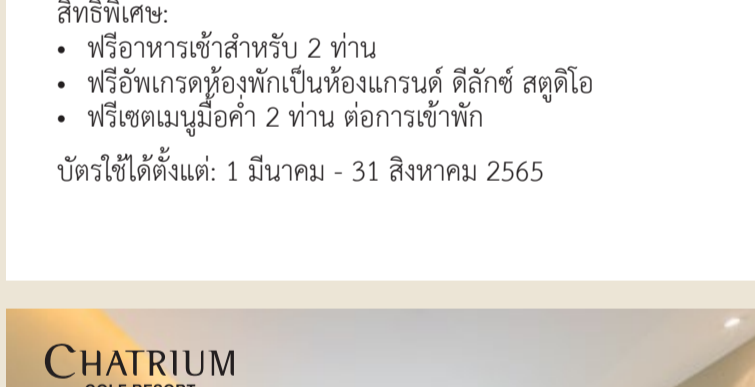 สิทธิพิเศษ:
• ฟรีอาหารเช้าสำหรับ 2 ท่าน
• ฟรีอัพเกรดห้องพักเป็นห้องแกรนด์ ดีลักซ์ สตูดิโอ
• ฟรีเซตเมนูมื้อค่ำ 2 ท่าน ต่อการเข้าพัก
บัตรใช้ได้ตั้งแต่: 1 มีนาคม - 31 สิงหาคม 2565
CHATRIUM
GOLF RESORT